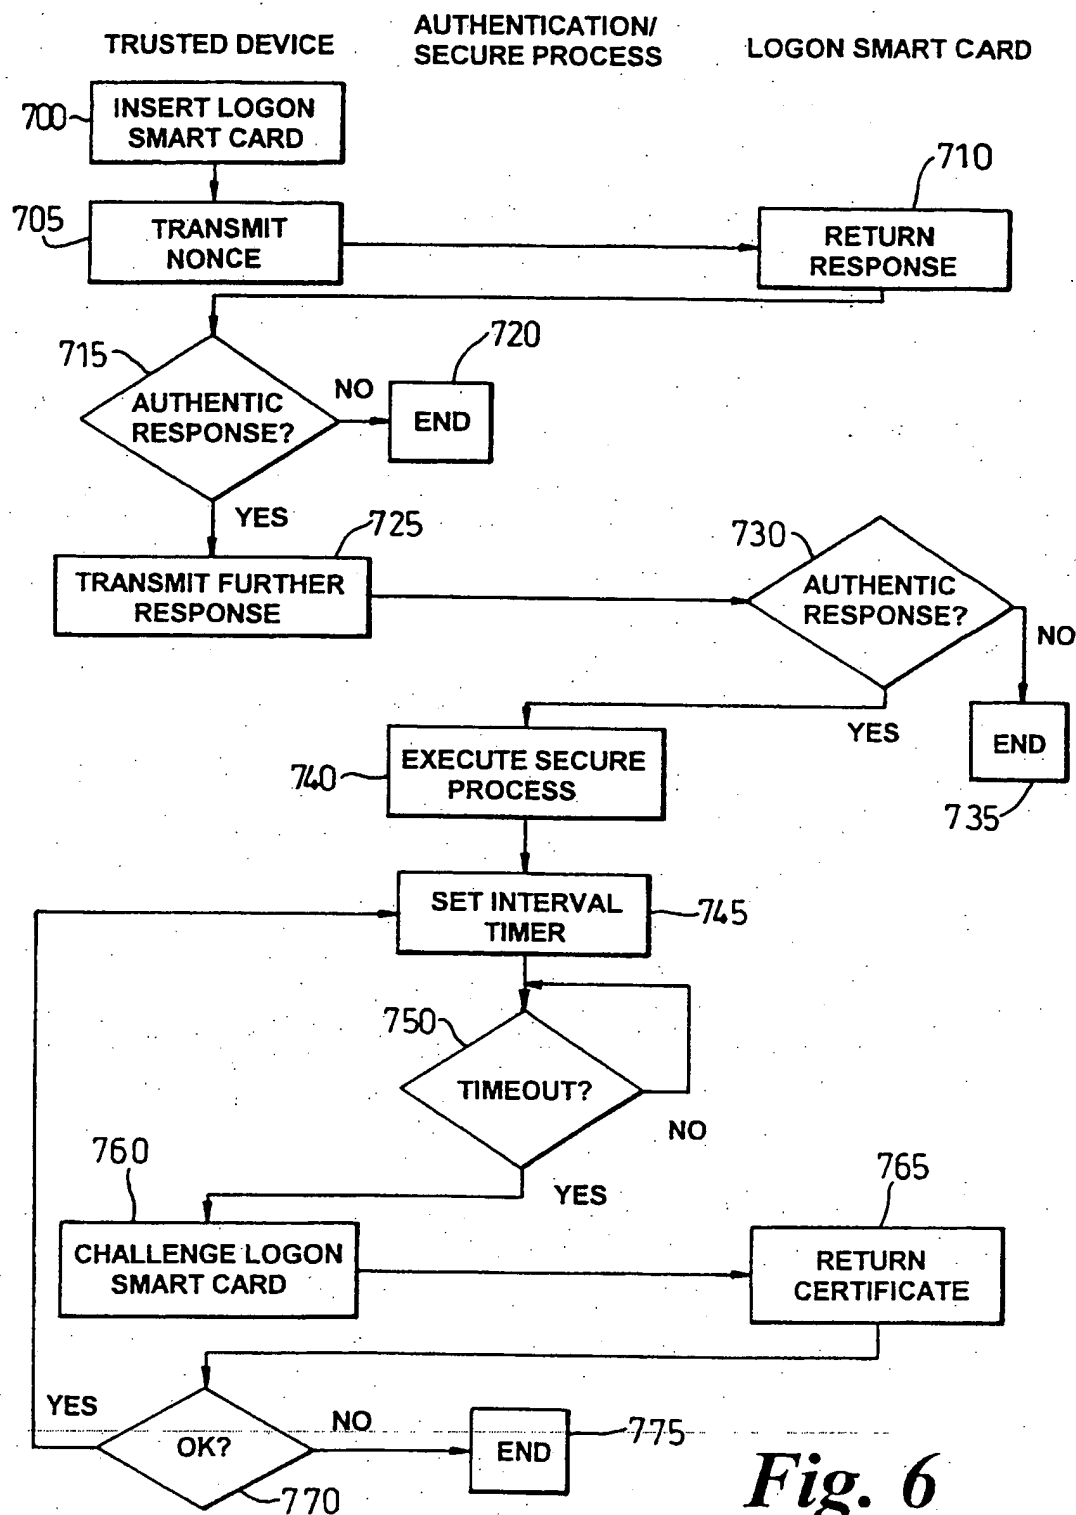 TRUSTED DEVICE
AUTHENTICATION/
SECURE PROCESS
LOGON SMART CARD
700
INSERT LOGON
SMART CARD
705
TRANSMIT
NONCE
710
RETURN
RESPONSE
715
AUTHENTIC
RESPONSE?
NO
720
END
YES
725
TRANSMIT FURTHER
RESPONSE
730
AUTHENTIC
RESPONSE?
NO
YES
END
735
740
EXECUTE SECURE
PROCESS
SET INTERVAL
TIMER
745
750
TIMEOUT?
NO
YES
760
CHALLENGE LOGON
SMART CARD
765
RETURN
CERTIFICATE
YES
OK?
NO
END
775
770
Fig. 6